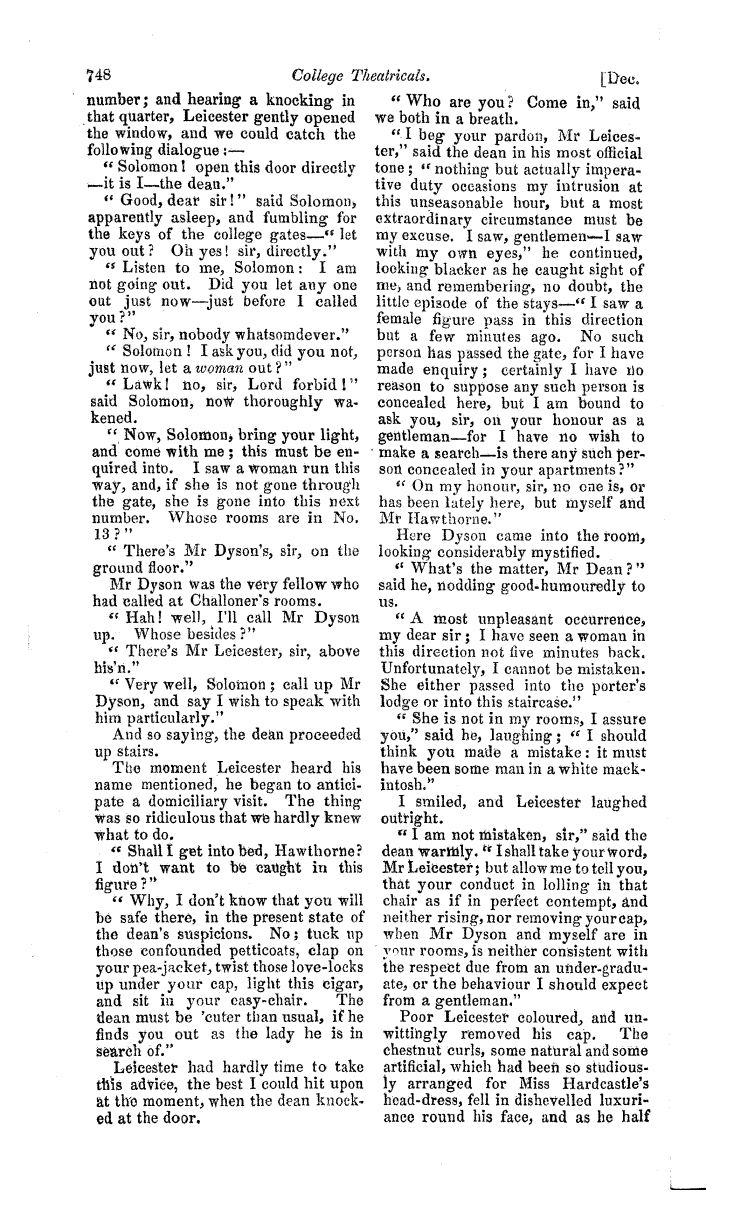 748
College Theatricals.
[Dec.
number; and hearing a knocking in
that quarter, Leicester gently opened
the window, and we could catch the
following dialogue:—
"Solomon! open this door directly
—it is I—the dean."
"Good, dear sir!" said Solomon,
apparently asleep, and fumbling for
the keys of the college gates—"let
you out? Oh yes! sir, directly."
"Listen to me, Solomon: I am
not going out. Did you let any one
out just now—just before I called
you?"
"No, sir, nobody whatsomdever."
"Solomon! I ask you, did you not,
just now, let a woman out?"
"Lawk! no, sir, Lord forbid!"
said Solomon, now thoroughly wa-
kened.
"Now, Solomon, bring your light,
and come with me; this must be en-
quired into. I saw a woman run this
way, and, if she is not gone through
the gate, she is gone into this next
number. Whose rooms are in No.
13?"
"There's Mr Dyson's, sir, on the
ground floor."
Mr Dyson was the very fellow who
had called at Challoner's rooms.
"Hah! well, I'll call Mr Dyson
up. Whose besides?"
"There's Mr Leicester, sir, above
his'n."
"Very well, Solomon; call up Mr
Dyson, and say I wish to speak with
him particularly."
And so saying, the dean proceeded
up stairs.
The moment Leicester heard his
name mentioned, he began to antici-
pate a domiciliary visit. The thing
was so ridiculous that we hardly knew
what to do.
"Shall I get into bed, Hawthorne?
I don't want to be caught in this
figure?"
"Why, I don't know that you will
be safe there, in the present state of
the dean's suspicions. No; tuck up
those confounded petticoats, clap on
your pea-jacket, twist those love-locks
up under your cap, light this cigar,
and sit in your easy-chair. The
dean must be 'cuter than usual, if he
finds you out as the lady he is in
search of."
Leicester had hardly time to take
this advice, the best I could hit upon
at the moment, when the dean knock-
ed at the door.
"Who are you? Come in," said
we both in a breath.
"I beg your pardon, Mr Leices-
ter," said the dean in his most official
tone; "nothing but actually impera-
tive duty occasions my intrusion at
this unseasonable hour, but a most
extraordinary circumstance must be
my excuse. I saw, gentlemen—I saw
with my own eyes," he continued,
looking blacker as he caught sight of
me, and remembering, no doubt, the
little episode of the stays—"I saw a
female figure pass in this direction
but a few minutes ago. No such
person has passed the gate, for I have
made enquiry; certainly I have no
reason to suppose any such person is
concealed here, but I am bound to
ask you, sir, on your honour as a
gentleman—for I have no wish to
make a search—is there any such per-
son concealed in your apartments?"
"On my honour, sir, no one is, or
has been lately here, but myself and
Mr Hawthorne."
Here Dyson came into the room,
looking considerably mystified.
"What's the matter, Mr Dean?"
said he, nodding good-humouredly to
us.
"A most unpleasant occurrence,
my dear sir; I have seen a woman in
this direction not five minutes back.
Unfortunately, I cannot be mistaken.
She either passed into the porter's
lodge or into this staircase."
"She is not in my rooms, I assure
you," said he, laughing; "I should
think you made a mistake: it must
have been some man in a white mack-
intosh."
I smiled, and Leicester laughed
outright.
"I am not mistaken, sir," said the
dean warmly. "I shall take your word,
Mr Leicester; but allow me to tell you,
that your conduct in lolling in that
chair as if in perfect contempt, and
neither rising, nor removing your cap,
when Mr Dyson and myself are in
your rooms, is neither consistent with
the respect due from an under-gradu-
ate, or the behaviour I should expect
from a gentleman."
Poor Leicester coloured, and un-
wittingly removed his cap. The
chestnut curls, some natural and some
artificial, which had been so studious-
ly arranged for Miss Hardcastle's
head-dress, fell in dishevelled luxuri-
ance round his face, and as he half